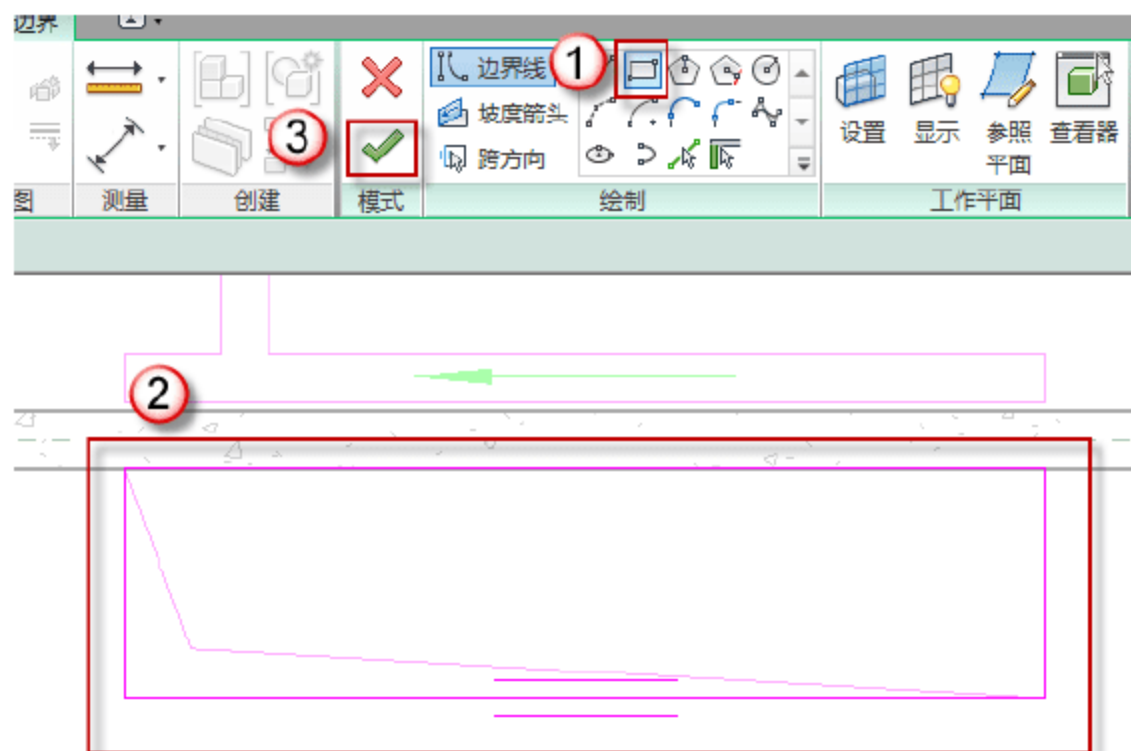 边界
边界线
1
坡度箭头
跨方向
3
设置
显示
参照
平面
查看器
图
测量
创建
模式
绘制
工作平面
2